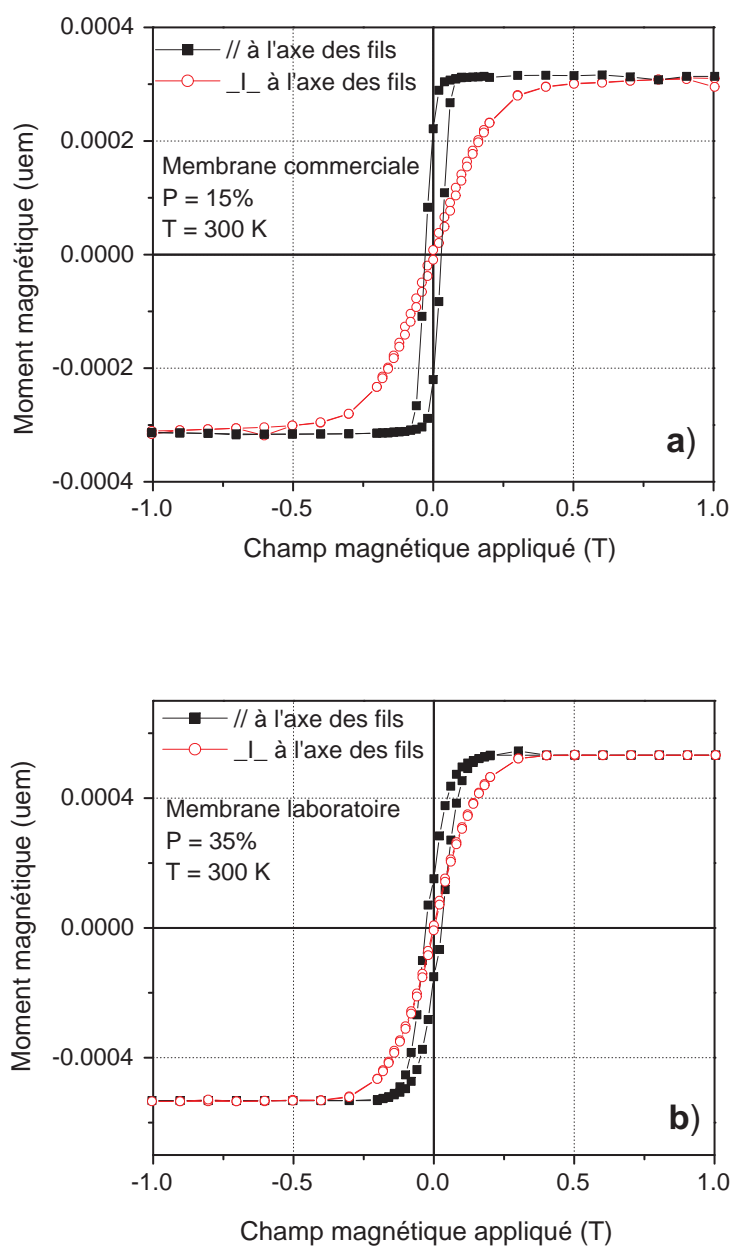 0.0004
// à l'axe des fils
_I_ à l'axe des fils
0.0002
Membrane commerciale
P = 15%
T = 300 K
0.0000
-0.0002
-0.0004
Moment magnétique (uem)
a)
-1.0 -0.5 0.0 0.5 1.0
Champ magnétique appliqué (T)
// à l'axe des fils
_I_ à l'axe des fils
0.0004
Membrane laboratoire
P = 35%
T = 300 K
0.0000
-0.0004
Moment magnétique (uem)
b)
-1.0 -0.5 0.0 0.5 1.0
Champ magnétique appliqué (T)